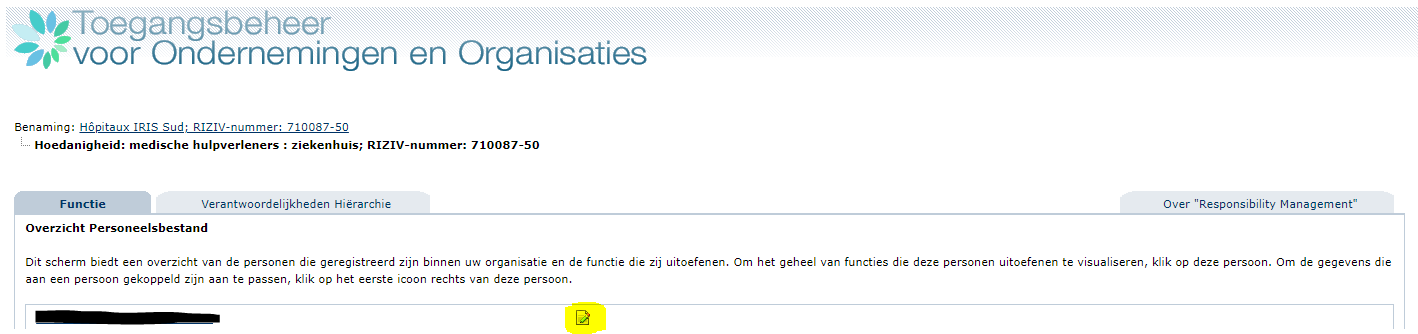 Toegangsbeheer
voor Ondernemingen en Organisaties
Benaming: Hôpitaux IRIS Sud; RIZIV-nummer: 710087-50
Hoedanigheid: medische hulpverleners : ziekenhuis; RIZIV-nummer: 710087-50
Functie
Verantwoordelijkheden Hiërarchie
Over "Responsibility Management"
Overzicht Personeelsbestand
Dit scherm biedt een overzicht van de personen die geregistreerd zijn binnen uw organisatie en de functie die zij uitoefenen. Om het geheel van functies die deze personen uitoefenen te visualiseren, klik op deze persoon. Om de gegevens die
aan een persoon gekoppeld zijn aan te passen, klik op het eerste icoon rechts van deze persoon.